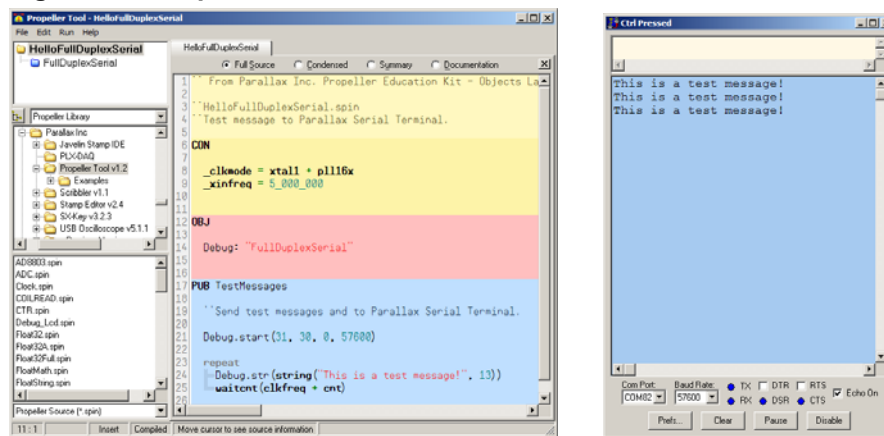 Propeller Tool - HelloFullDuplexSerial
File Edit Run Help
HelloFullDuplexSerial
FullDuplexSerial
Propeller Library
Parallax Inc
Javelin Stamp IDE
PLX-DAQ
Propeller Tool v1.2
Examples
Scribbler v1.1
Stamp Editor v2.4
SX-Key v3.2.3
USB Oscilloscope v5.1.1
AD8803.spin
ADC.spin
Clock.spin
COILREAD.spin
CTR.spin
Debug_Lcd.spin
Float32.spin
Float32A.spin
Float32Full.spin
FloatMath.spin
FloatString.spin
Propeller Source (*.spin)
HelloFullDuplexSerial
Full Source Condensed Summary Documentation
1 '' From Parallax Inc. Propeller Education Kit - Objects La
2
3 ''HelloFullDuplexSerial.spin
4 ''Test message to Parallax Serial Terminal.
5
6 CON
7
8 _clkmode = xtal1 + pll16x
9 _xinfreq = 5_000_000
10
11
12 OBJ
13
14 Debug: "FullDuplexSerial"
15
16
17 PUB TestMessages
18
19 ''Send test messages and to Parallax Serial Terminal.
20
21 Debug.start(31, 30, 0, 57600)
22
23 repeat
24 Debug.str(string("This is a test message!", 13))
25 waitcnt(clkfreq + cnt)
26
11 : 1 Insert Compiled Move cursor to see source information
Ctrl Pressed
This is a test message!
This is a test message!
This is a test message!
Com Port: Baud Rate: TX DTR RTS
COM82 57600 RX DSR CTS Echo On
Prefs... Clear Pause Disable